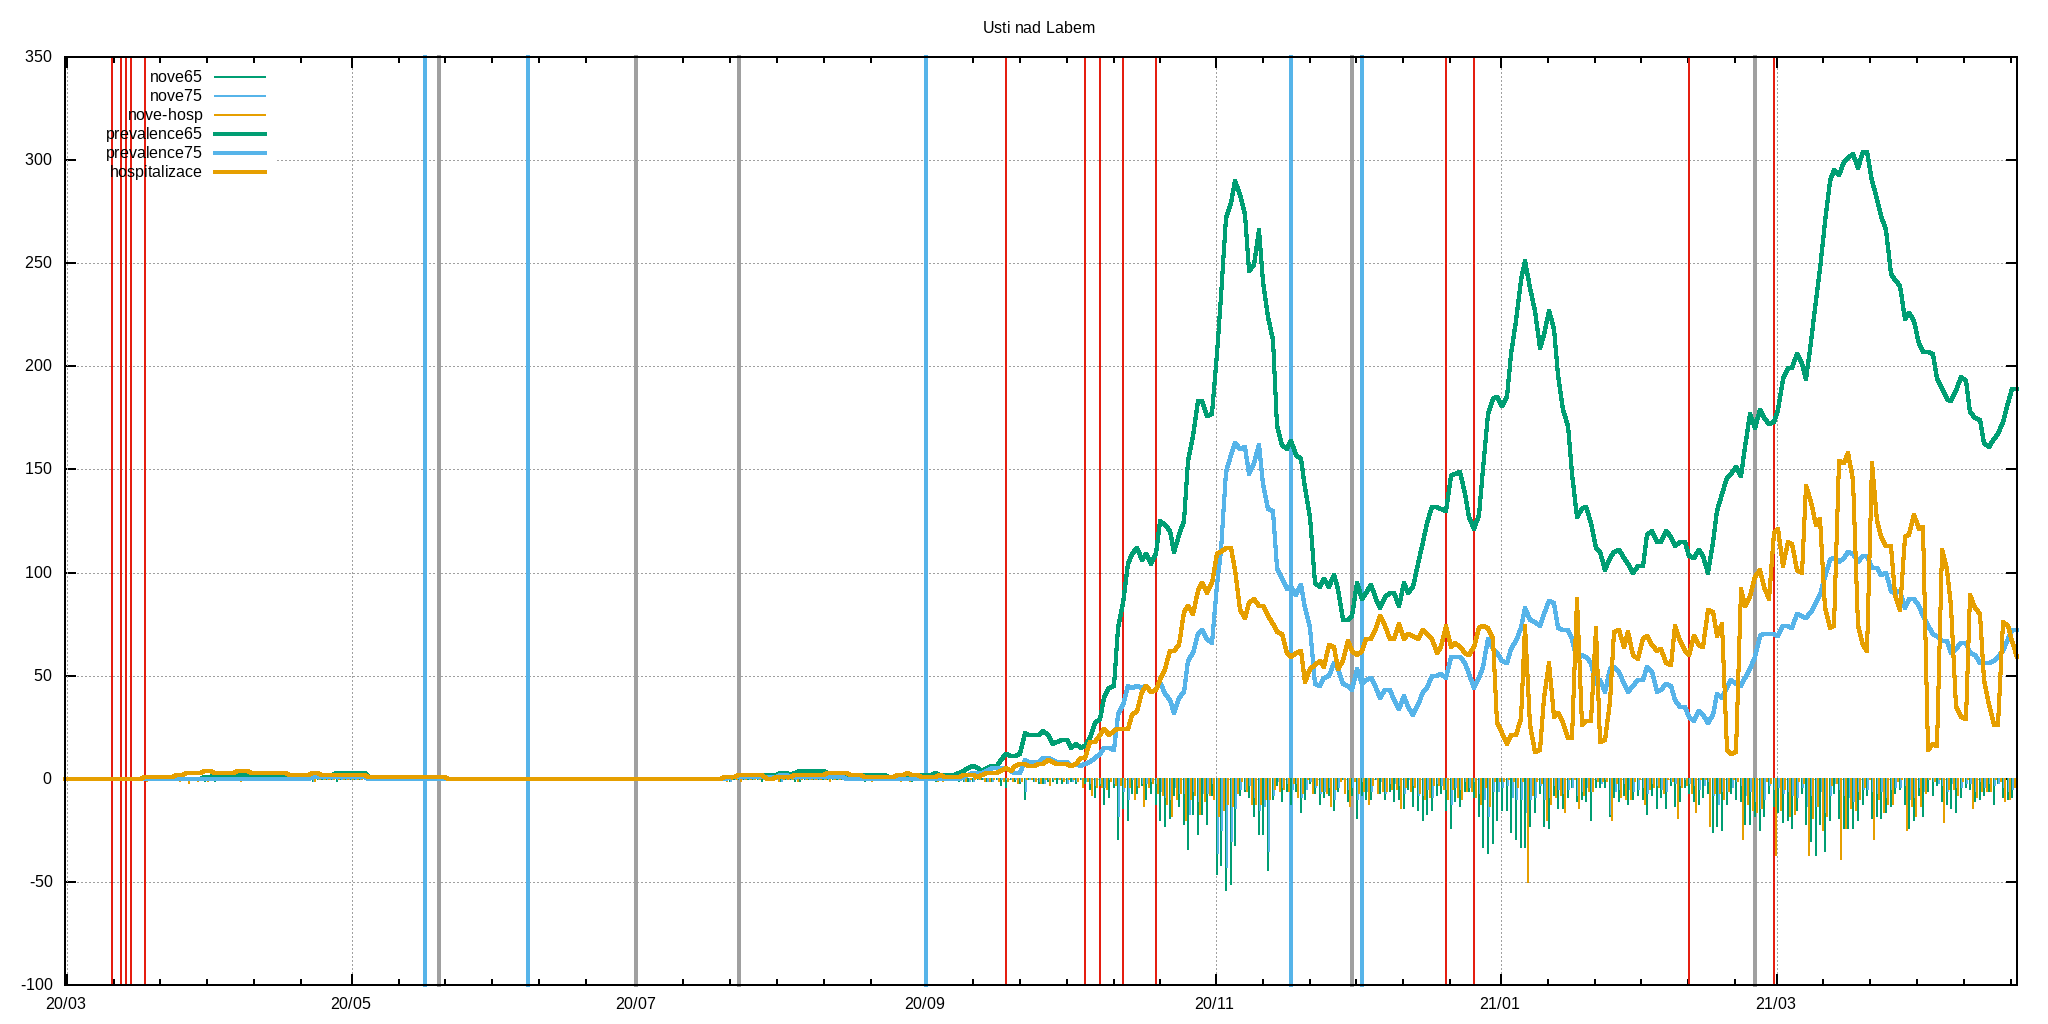 Usti nad Labem
350
300
250
200
150
100
50
0
-50
-100
nove65
nove75
nove-hosp
prevalence65
prevalence75
hospitalizace
20/03 20/05 20/07 20/09 20/11 21/01 21/03